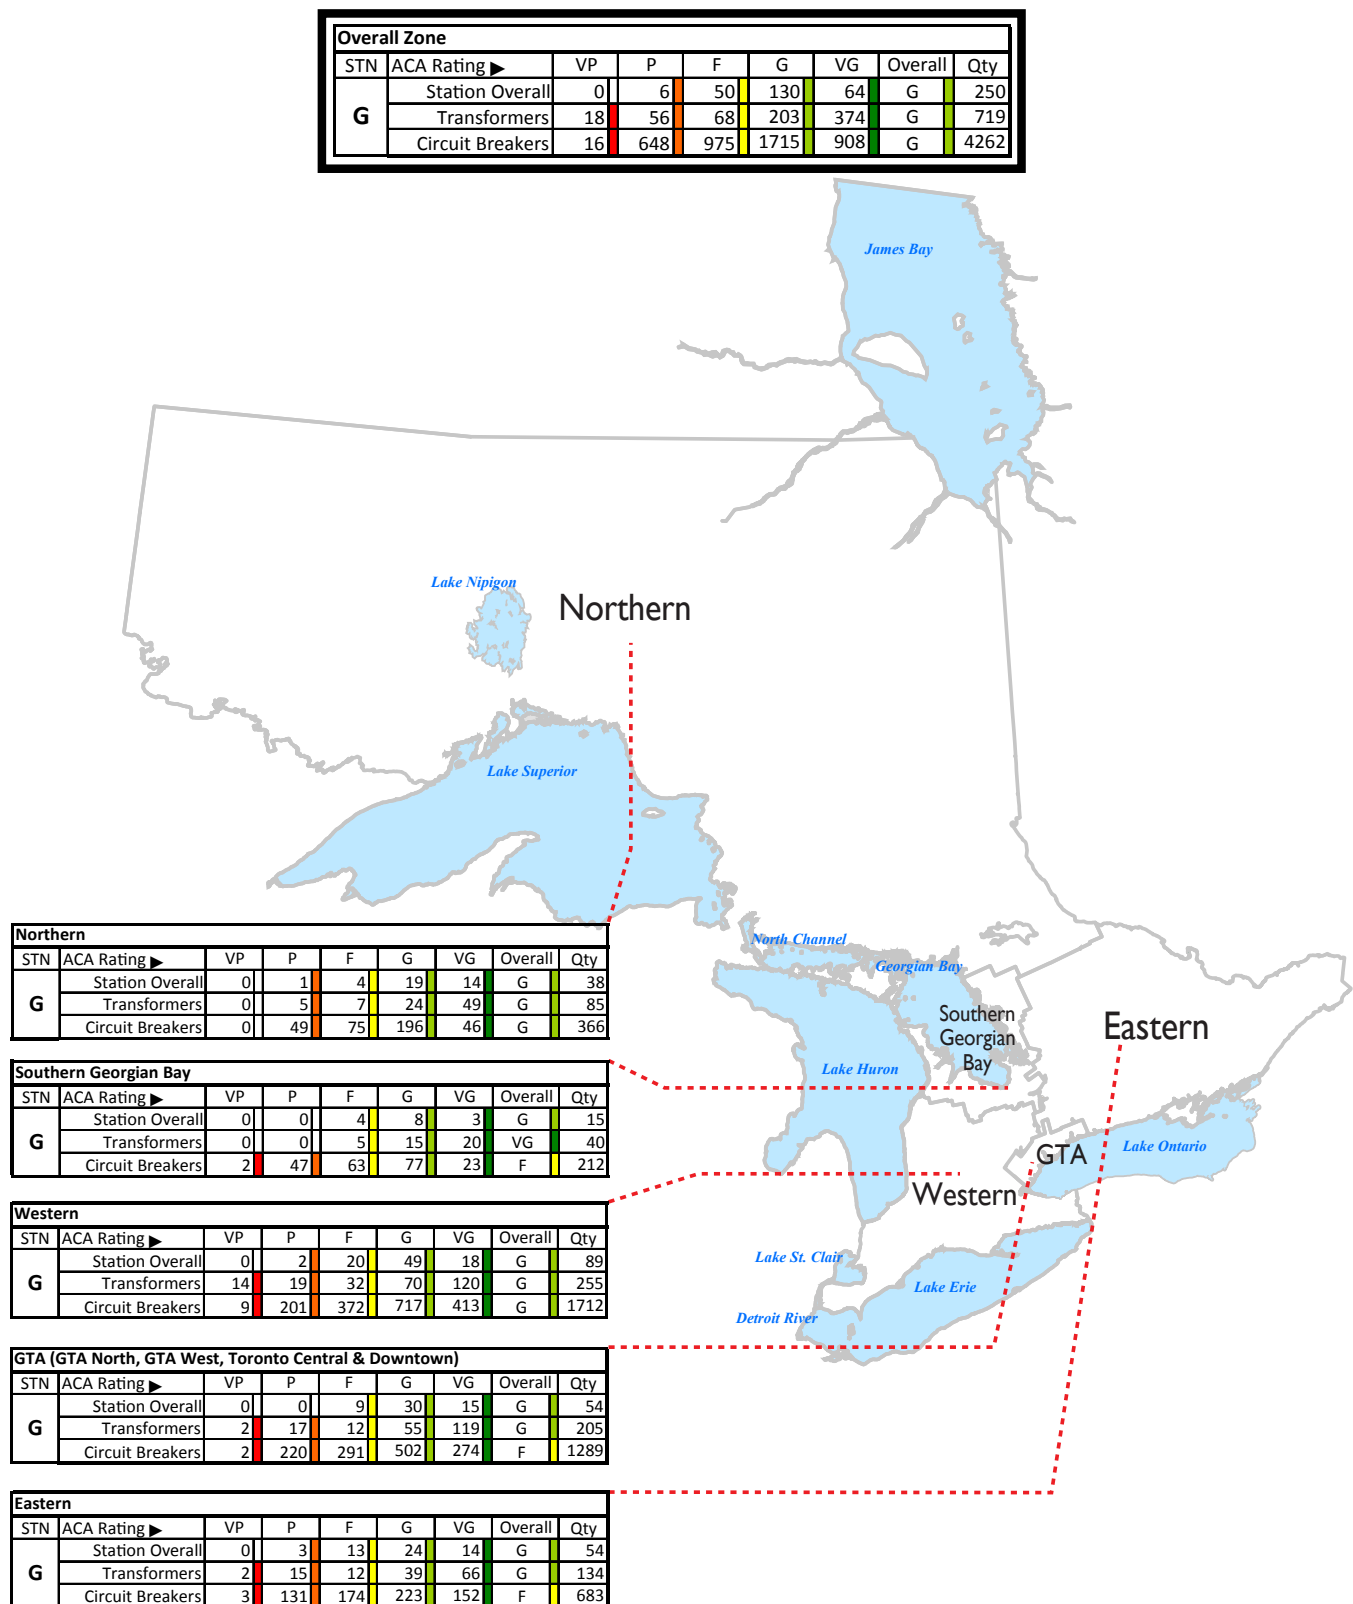 Overall Zone
STN ACA Rating ▶ VP P F G VG Overall Qty
Station Overall 0 6 50 130 64 G 250
G Transformers 18 56 68 203 374 G 719
Circuit Breakers 16 648 975 1715 908 G 4262
James Bay
Lake Nipigon
Northern
Lake Superior
North Channel
Georgian Bay
Southern
Georgian
Bay
Eastern
Lake Huron
GTA
Lake Ontario
Western
Lake St. Clair
Lake Erie
Detroit River
Northern
STN ACA Rating ▶ VP P F G VG Overall Qty
Station Overall 0 1 4 19 14 G 38
G Transformers 0 5 7 24 49 G 85
Circuit Breakers 0 49 75 196 46 G 366
Southern Georgian Bay
STN ACA Rating ▶ VP P F G VG Overall Qty
Station Overall 0 0 4 8 3 G 15
G Transformers 0 0 5 15 20 VG 40
Circuit Breakers 2 47 63 77 23 F 212
Western
STN ACA Rating ▶ VP P F G VG Overall Qty
Station Overall 0 2 20 49 18 G 89
G Transformers 14 19 32 70 120 G 255
Circuit Breakers 9 201 372 717 413 G 1712
GTA (GTA North, GTA West, Toronto Central & Downtown)
STN ACA Rating ▶ VP P F G VG Overall Qty
Station Overall 0 0 9 30 15 G 54
G Transformers 2 17 12 55 119 G 205
Circuit Breakers 2 220 291 502 274 F 1289
Eastern
STN ACA Rating ▶ VP P F G VG Overall Qty
Station Overall 0 3 13 24 14 G 54
G Transformers 2 15 12 39 66 G 134
Circuit Breakers 3 131 174 223 152 F 683